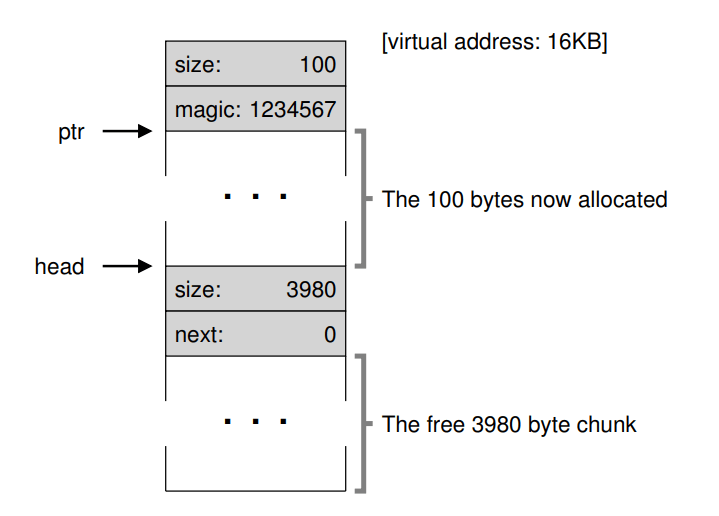 [virtual address: 16KB]
size: 100
magic: 1234567
ptr
. . .
The 100 bytes now allocated
head
size: 3980
next: 0
. . .
The free 3980 byte chunk